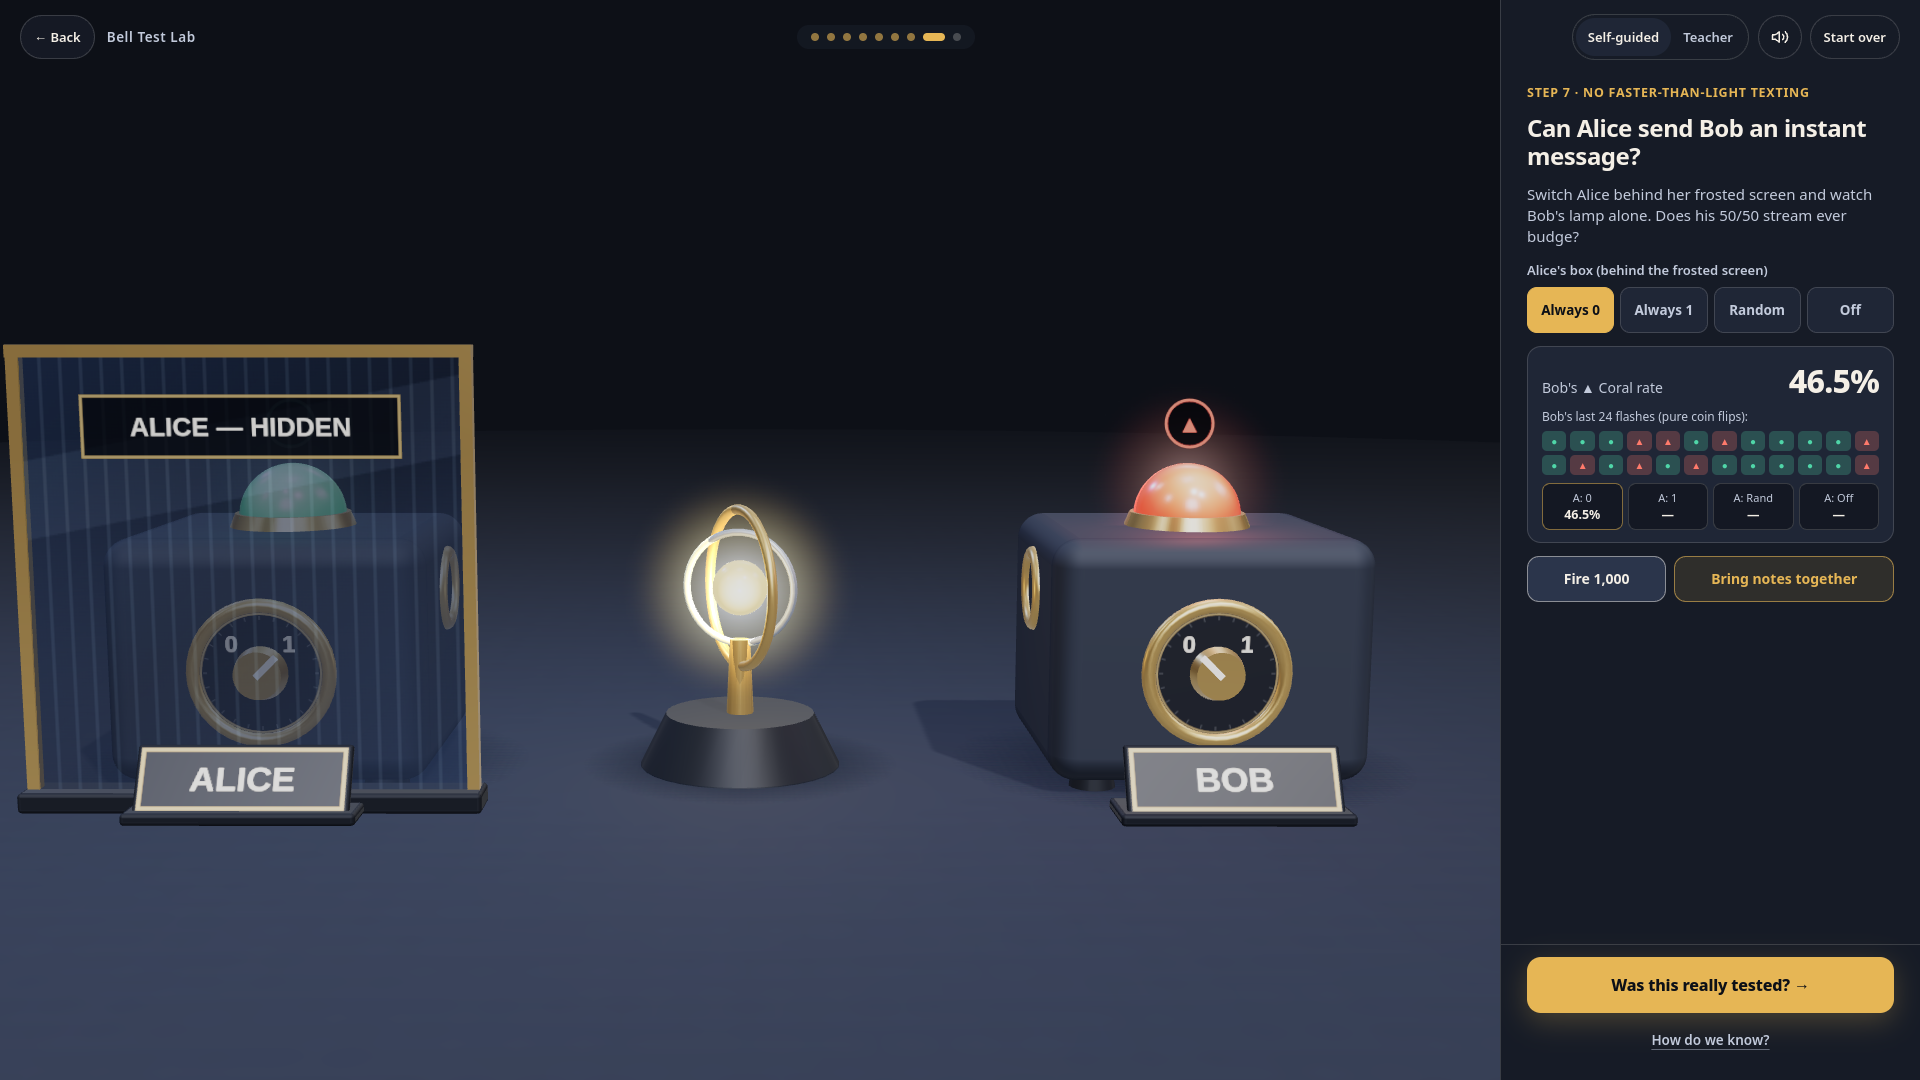 ← Back
Bell Test Lab
Self-guided
Teacher
Start over
STEP 7 · NO FASTER-THAN-LIGHT TEXTING
Can Alice send Bob an instant
message?
Switch Alice behind her frosted screen and watch
Bob's lamp alone. Does his 50/50 stream ever
budge?
Alice's box (behind the frosted screen)
Always 0
Always 1
Random
Off
Bob's ▲ Coral rate
46.5%
Bob's last 24 flashes (pure coin flips):
A: 0
46.5%
A: 1
—
A: Rand
—
A: Off
—
Fire 1,000
Bring notes together
Was this really tested? →
How do we know?
ALICE — HIDDEN
0 1
ALICE
0 1
BOB